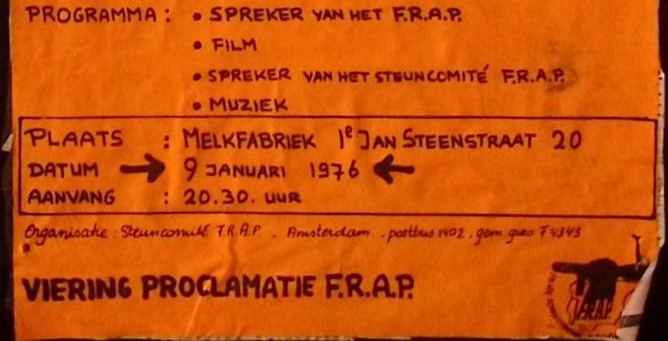 PROGRAMMA : • SPREKER VAN HET F.R.A.P.
• FILM
• SPREKER VAN HET STEUNCOMITÉ F.R.A.P.
• MUZIEK
PLAATS : MELKFABRIEK 1e JAN STEENSTRAAT 20
DATUM → 9 JANUARI 1976 ←
AANVANG : 20.30. UUR
Organisatie : Steuncomité F.R.A.P. - Amsterdam - postbus 1402 - gem giro F4343
VIERING PROCLAMATIE F.R.A.P.
F.R.A.P.